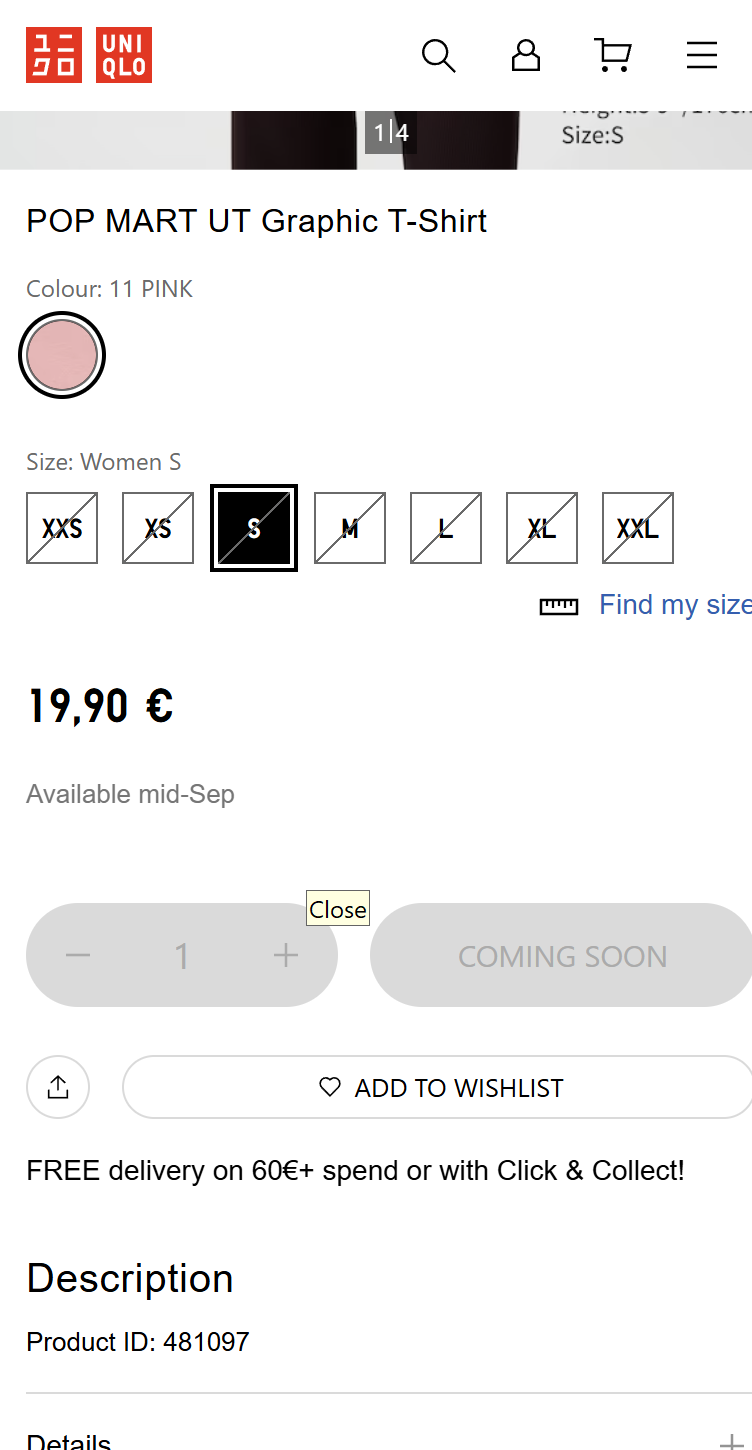 ユニ
クロ
UNI
QLO
1|4
Size:S
POP MART UT Graphic T-Shirt
Colour: 11 PINK
Size: Women S
XXS XS S M L XL XXL
Find my size
19,90 €
Available mid-Sep
Close
1
COMING SOON
ADD TO WISHLIST
FREE delivery on 60€+ spend or with Click & Collect!
Description
Product ID: 481097
Details